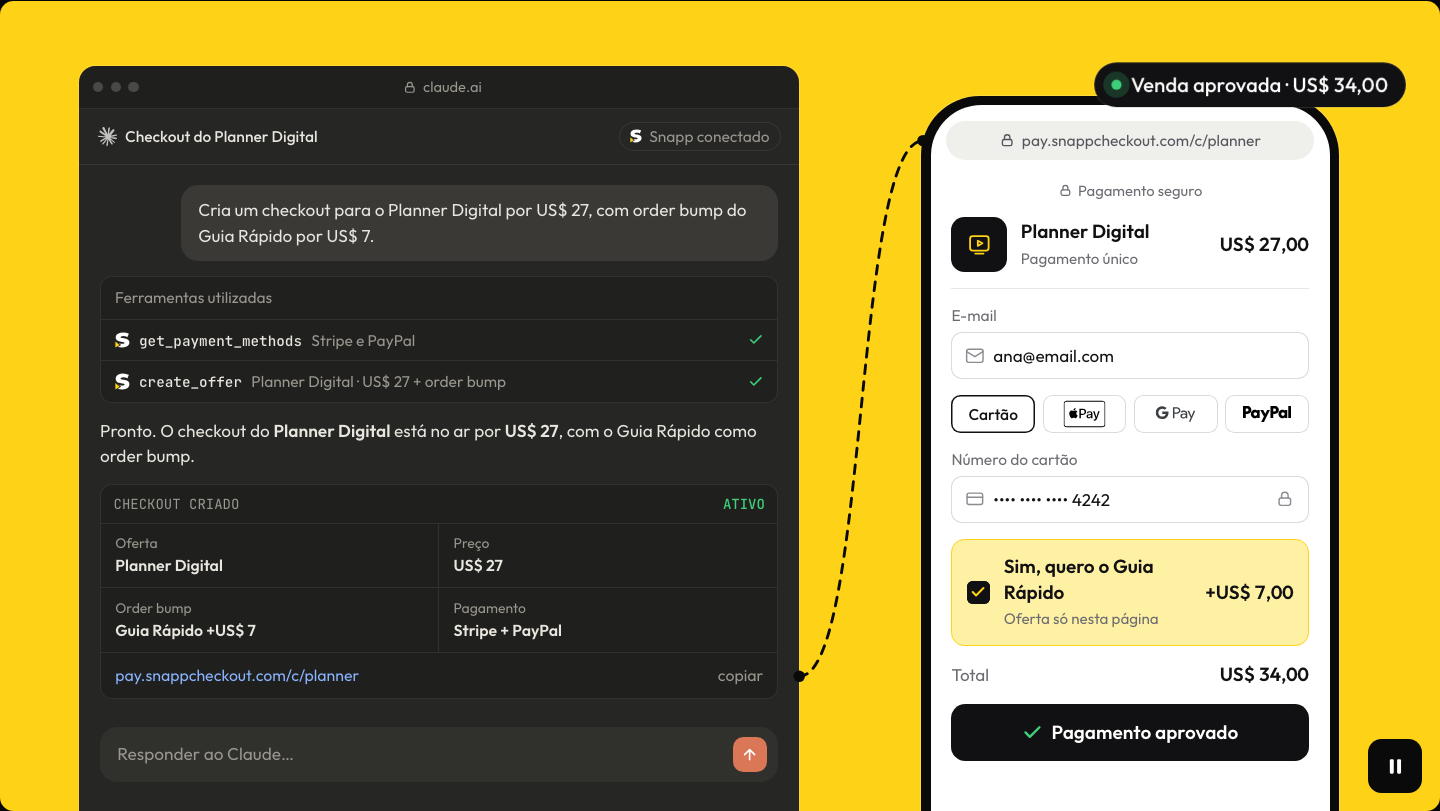 claude.ai
Checkout do Planner Digital
Snapp conectado
Cria um checkout para o Planner Digital por US$ 27, com order bump do
Guia Rápido por US$ 7.
Ferramentas utilizadas
get_payment_methods Stripe e PayPal
create_offer Planner Digital · US$ 27 + order bump
Pronto. O checkout do Planner Digital está no ar por US$ 27, com o Guia Rápido como
order bump.
CHECKOUT CRIADO
ATIVO
Oferta
Planner Digital
Preço
US$ 27
Order bump
Guia Rápido +US$ 7
Pagamento
Stripe + PayPal
pay.snappcheckout.com/c/planner
copiar
Responder ao Claude...
Venda aprovada · US$ 34,00
pay.snappcheckout.com/c/planner
Pagamento seguro
Planner Digital
Pagamento único
US$ 27,00
E-mail
ana@email.com
Cartão
Pay
G Pay
PayPal
Número do cartão
•••• •••• •••• 4242
Sim, quero o Guia
Rápido
+US$ 7,00
Oferta só nesta página
Total
US$ 34,00
Pagamento aprovado